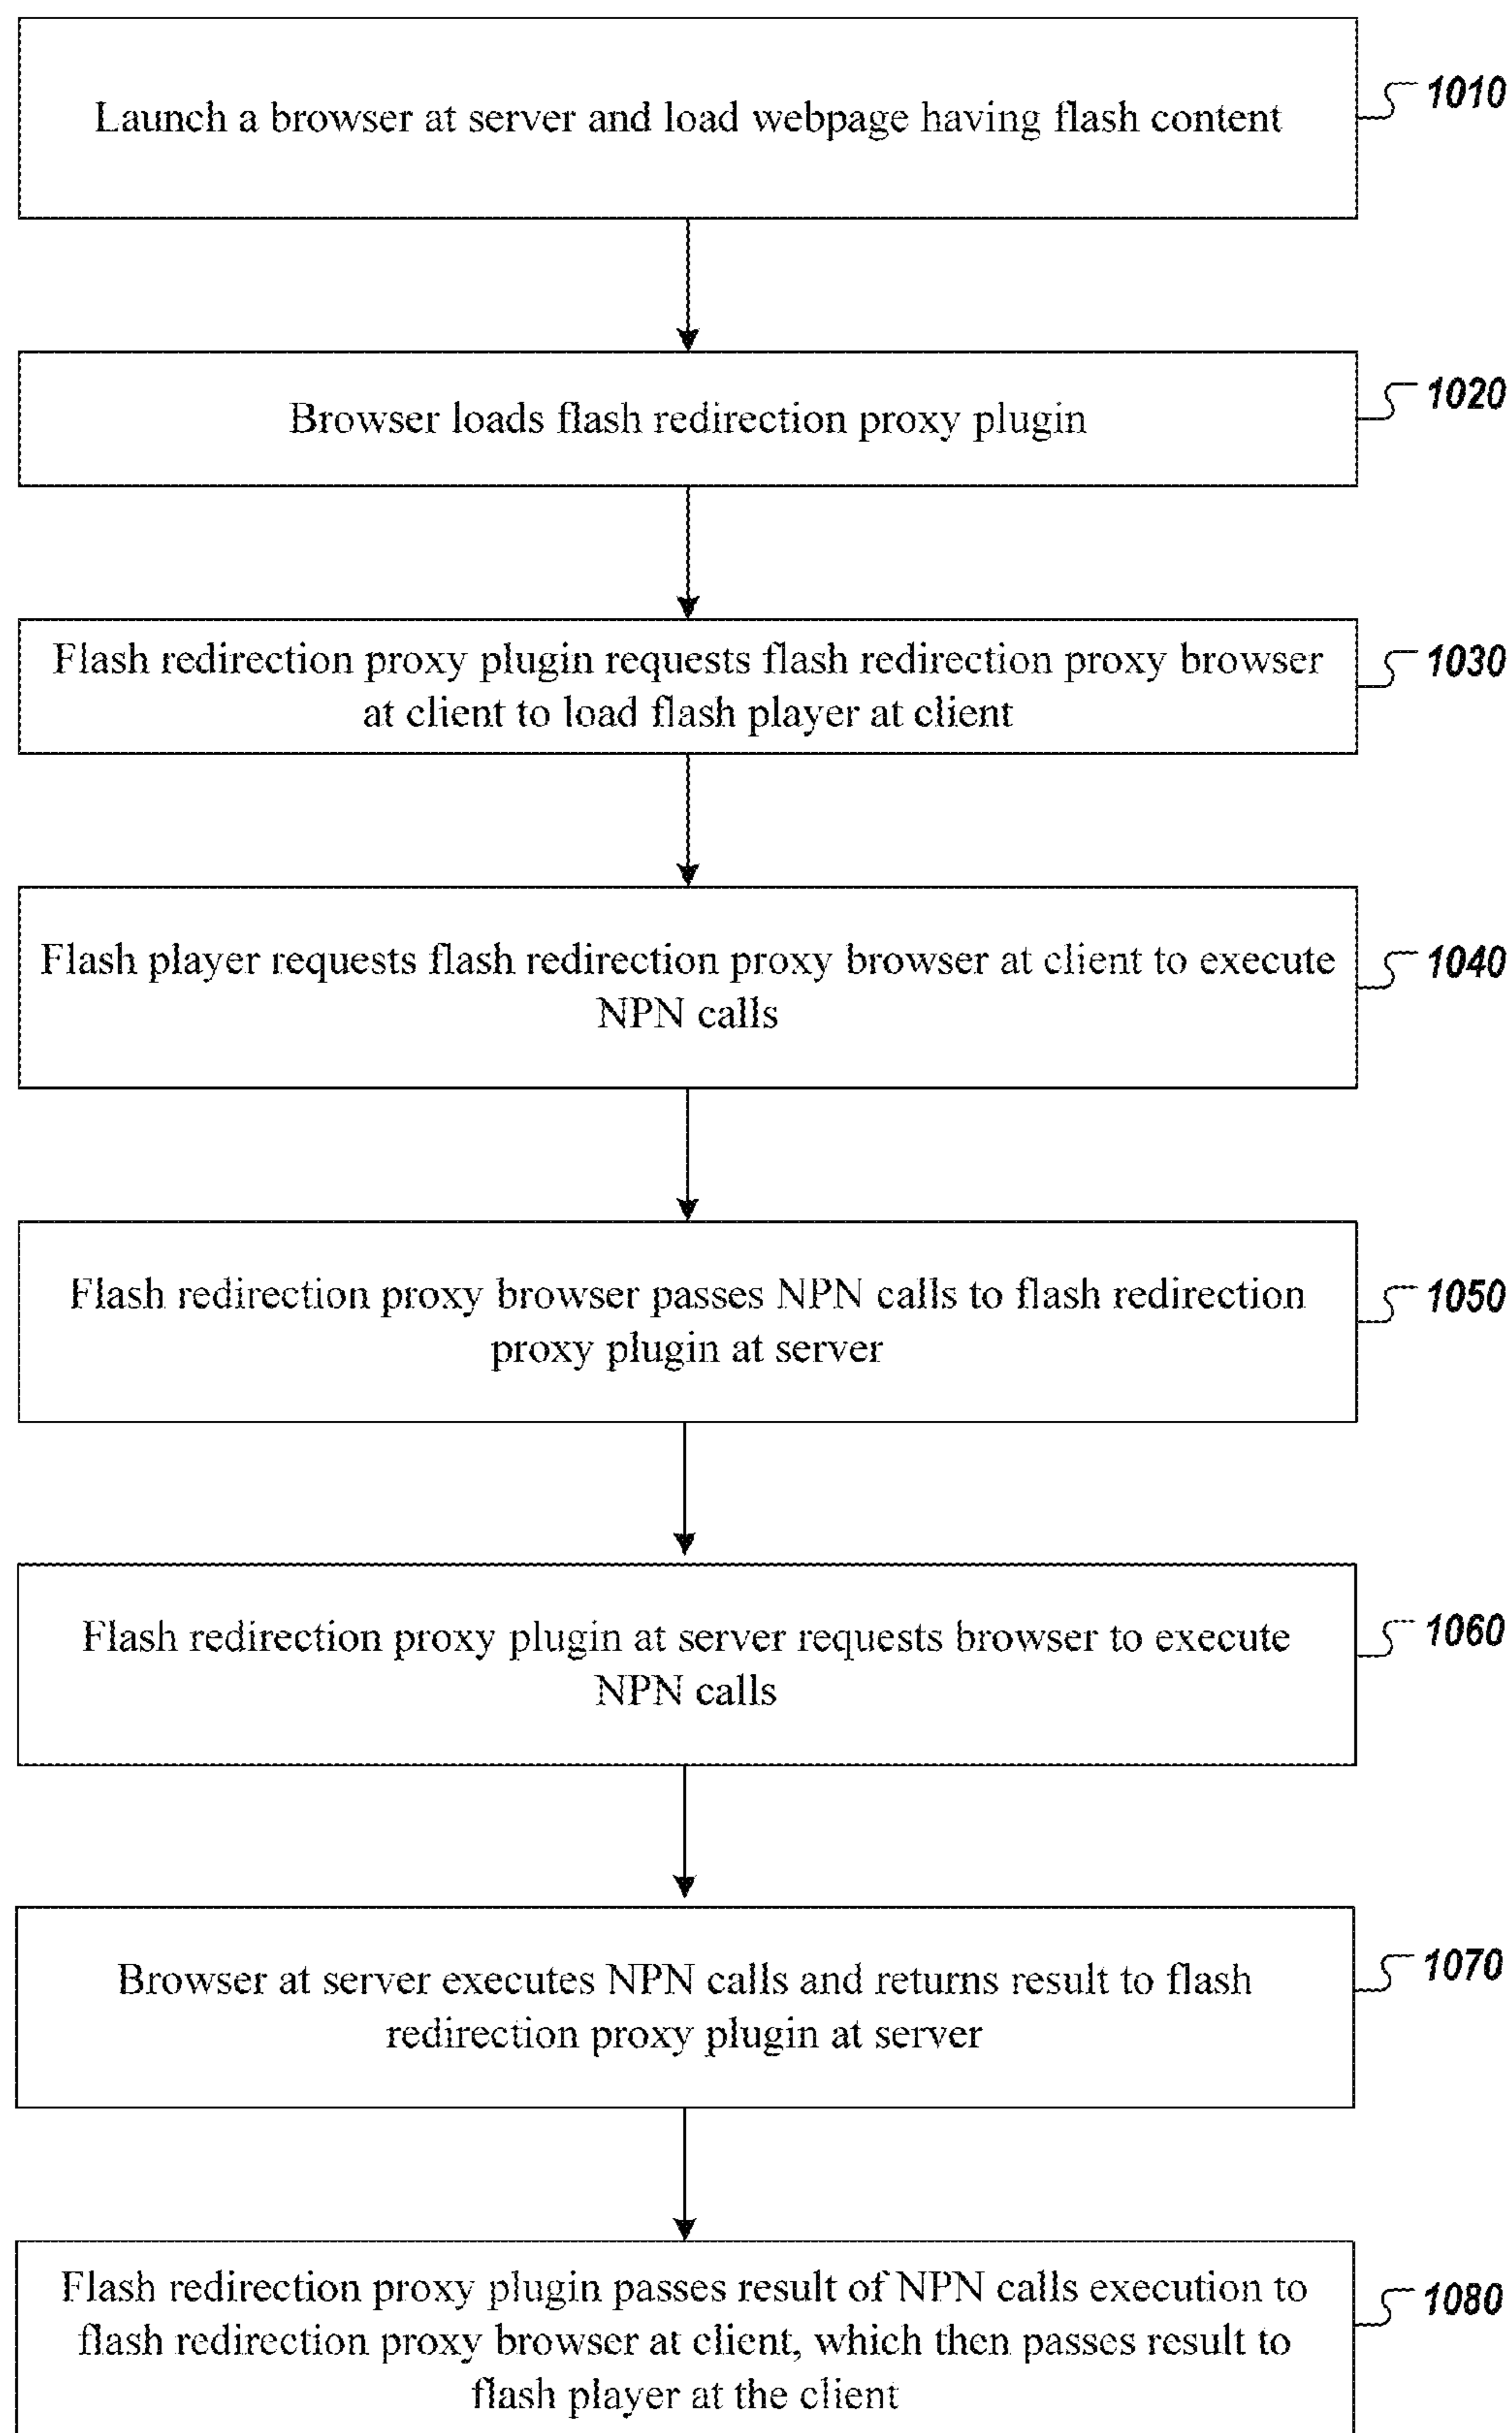 Launch a browser at server and load webpage having flash content
1010
Browser loads flash redirection proxy plugin
1020
Flash redirection proxy plugin requests flash redirection proxy browser
at client to load flash player at client
1030
Flash player requests flash redirection proxy browser at client to execute
NPN calls
1040
Flash redirection proxy browser passes NPN calls to flash redirection
proxy plugin at server
1050
Flash redirection proxy plugin at server requests browser to execute
NPN calls
1060
Browser at server executes NPN calls and returns result to flash
redirection proxy plugin at server
1070
Flash redirection proxy plugin passes result of NPN calls execution to
flash redirection proxy browser at client, which then passes result to
flash player at the client
1080